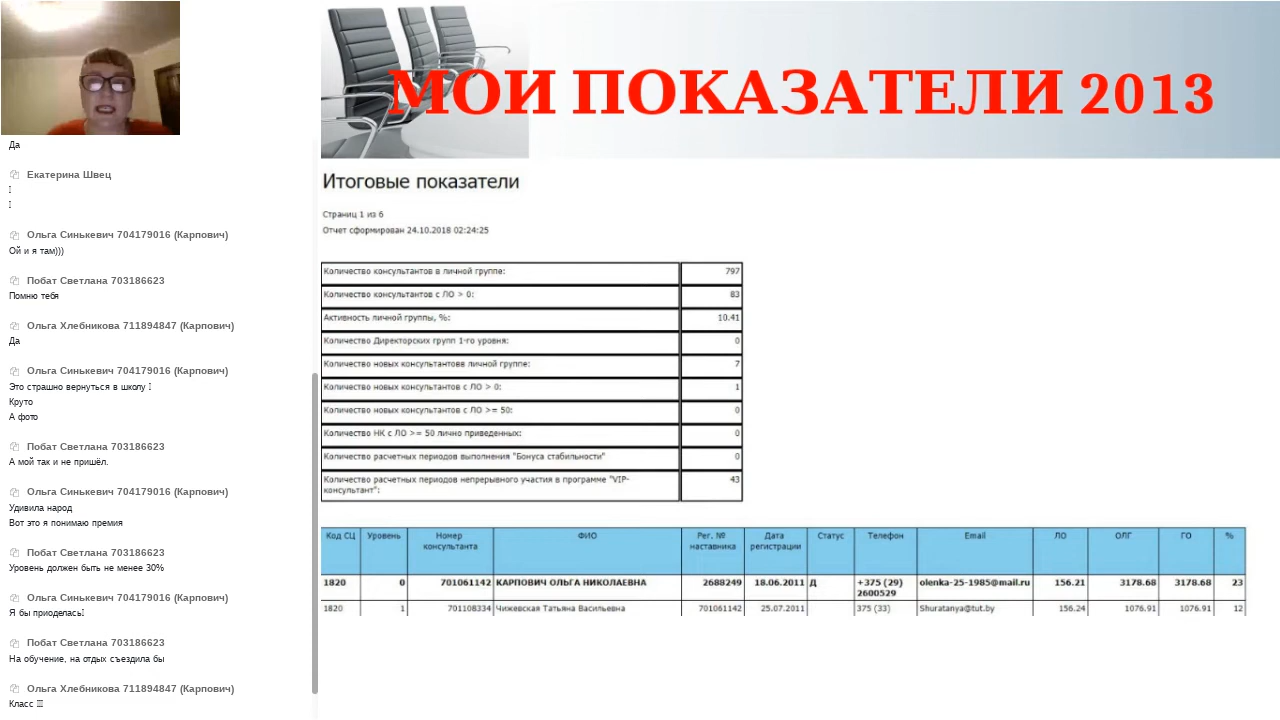 Да
Екатерина Швец
Ольга Синькевич 704179016 (Карпович)
Ой и я там)))
Побат Светлана 703186623
Помню тебя
Ольга Хлебникова 711894847 (Карпович)
Да
Ольга Синькевич 704179016 (Карпович)
Это страшно вернуться в школу
Круто
А фото
Побат Светлана 703186623
А мой так и не пришёл.
Ольга Синькевич 704179016 (Карпович)
Удивила народ
Вот это я понимаю премия
Побат Светлана 703186623
Уровень должен быть не менее 30%
Ольга Синькевич 704179016 (Карпович)
Я бы приоделась
Побат Светлана 703186623
На обучение, на отдых съездила бы
Ольга Хлебникова 711894847 (Карпович)
Класс
МОИ ПОКАЗАТЕЛИ 2013
Итоговые показатели
Страниц 1 из 6
Отчет сформирован 24.10.2018 02:24:25
Количество консультантов в личной группе: 797
Количество консультантов с ЛО > 0: 83
Активность личной группы, %: 10.41
Количество Директорских групп 1-го уровня: 0
Количество новых консультантовв личной группе: 7
Количество новых консультантов с ЛО > 0: 1
Количество новых консультантов с ЛО >= 50: 0
Количество НК с ЛО >= 50 лично приведенных: 0
Количество расчетных периодов выполнения "Бонуса стабильности" 0
Количество расчетных периодов непрерывного участия в программе "VIP- 43
консультант":
Код СЦ Уровень Номер ФИО Рег. № Дата Статус Телефон Email ЛО ОЛГ ГО %
консультанта наставника регистрации
1820 0 701061142 КАРПОВИЧ ОЛЬГА НИКОЛАЕВНА 2688249 18.06.2011 Д +375 (29) olenka-25-1985@mail.ru 156.21 3178.68 3178.68 23
2600529
1820 1 701108334 Чижевская Татьяна Васильевна 701061142 25.07.2011 375 (33) Shuratanya@tut.by 156.24 1076.91 1076.91 12